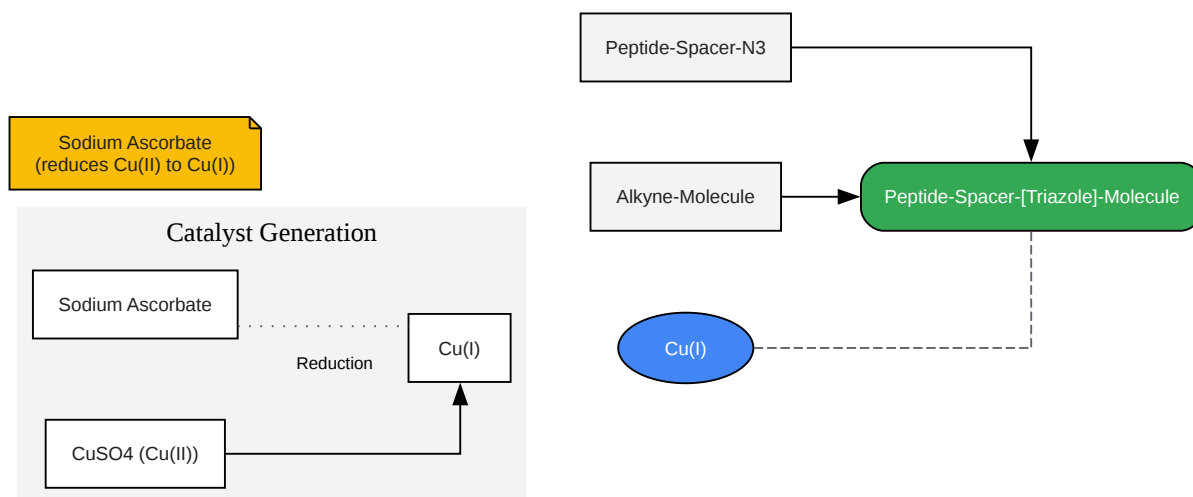 Peptide-Spacer-N3
Sodium Ascorbate
(reduces Cu(II) to Cu(I))
Alkyne-Molecule
Peptide-Spacer-[Triazole]-Molecule
Catalyst Generation
Sodium Ascorbate
Cu(I)
Reduction
CuSO4 (Cu(II))
Cu(I)